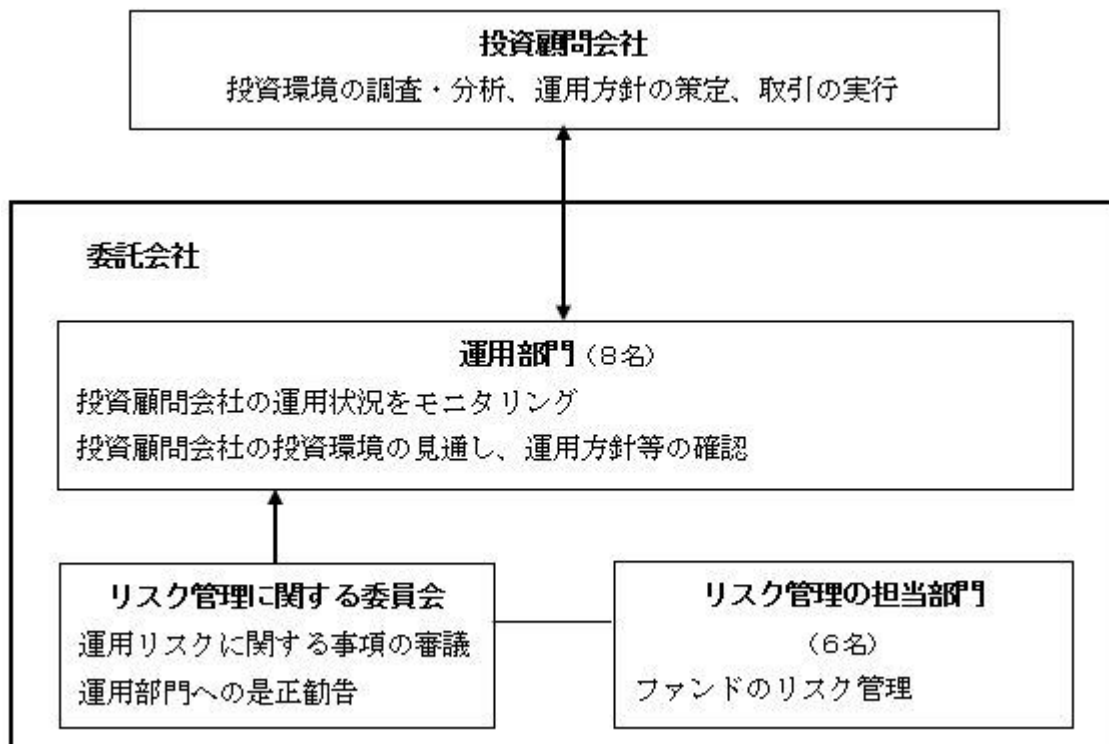 投資顧問会社
投資環境の調査・分析、運用方針の策定、取引の実行
委託会社
運用部門（８名）
投資顧問会社の運用状況をモニタリング
投資顧問会社の投資環境の見通し、運用方針等の確認
リスク管理に関する委員会
運用リスクに関する事項の審議
運用部門への是正勧告
リスク管理の担当部門
（６名）
ファンドのリスク管理